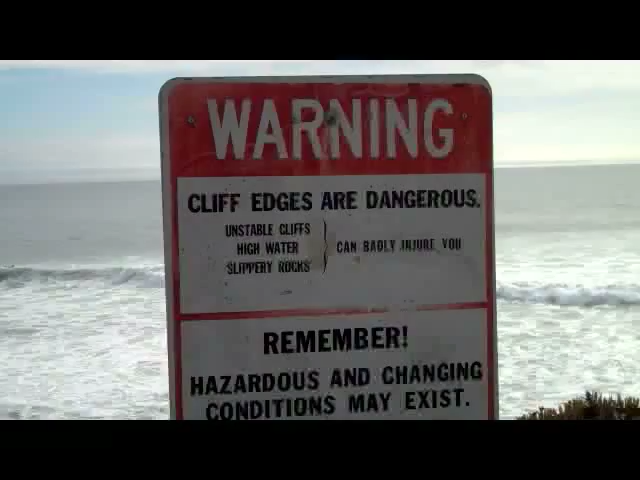 WARNING
CLIFF EDGES ARE DANGEROUS.
UNSTABLE CLIFFS
HIGH WATER
CAN BADLY INJURE YOU
SLIPPERY ROCKS
REMEMBER!
HAZARDOUS AND CHANGING
CONDITIONS MAY EXIST.